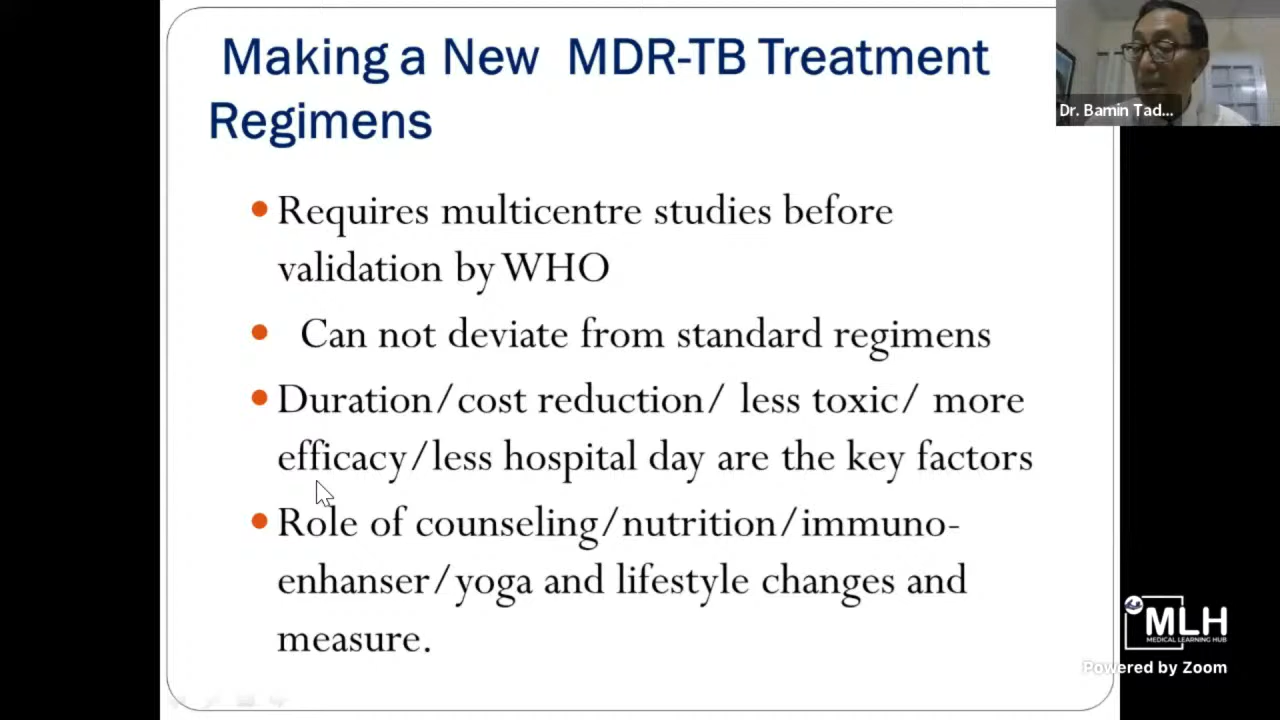 Making a New MDR-TB Treatment
Regimens
Dr. Bamin Tad...
Requires multicentre studies before
validation by WHO
Can not deviate from standard regimens
Duration/cost reduction/ less toxic/ more
efficacy/less hospital day are the key factors
Role of counseling/nutrition/immuno-
enhanser/yoga and lifestyle changes and
measure.
MLH
MEDICAL LEARNING HUB
Powered by Zoom